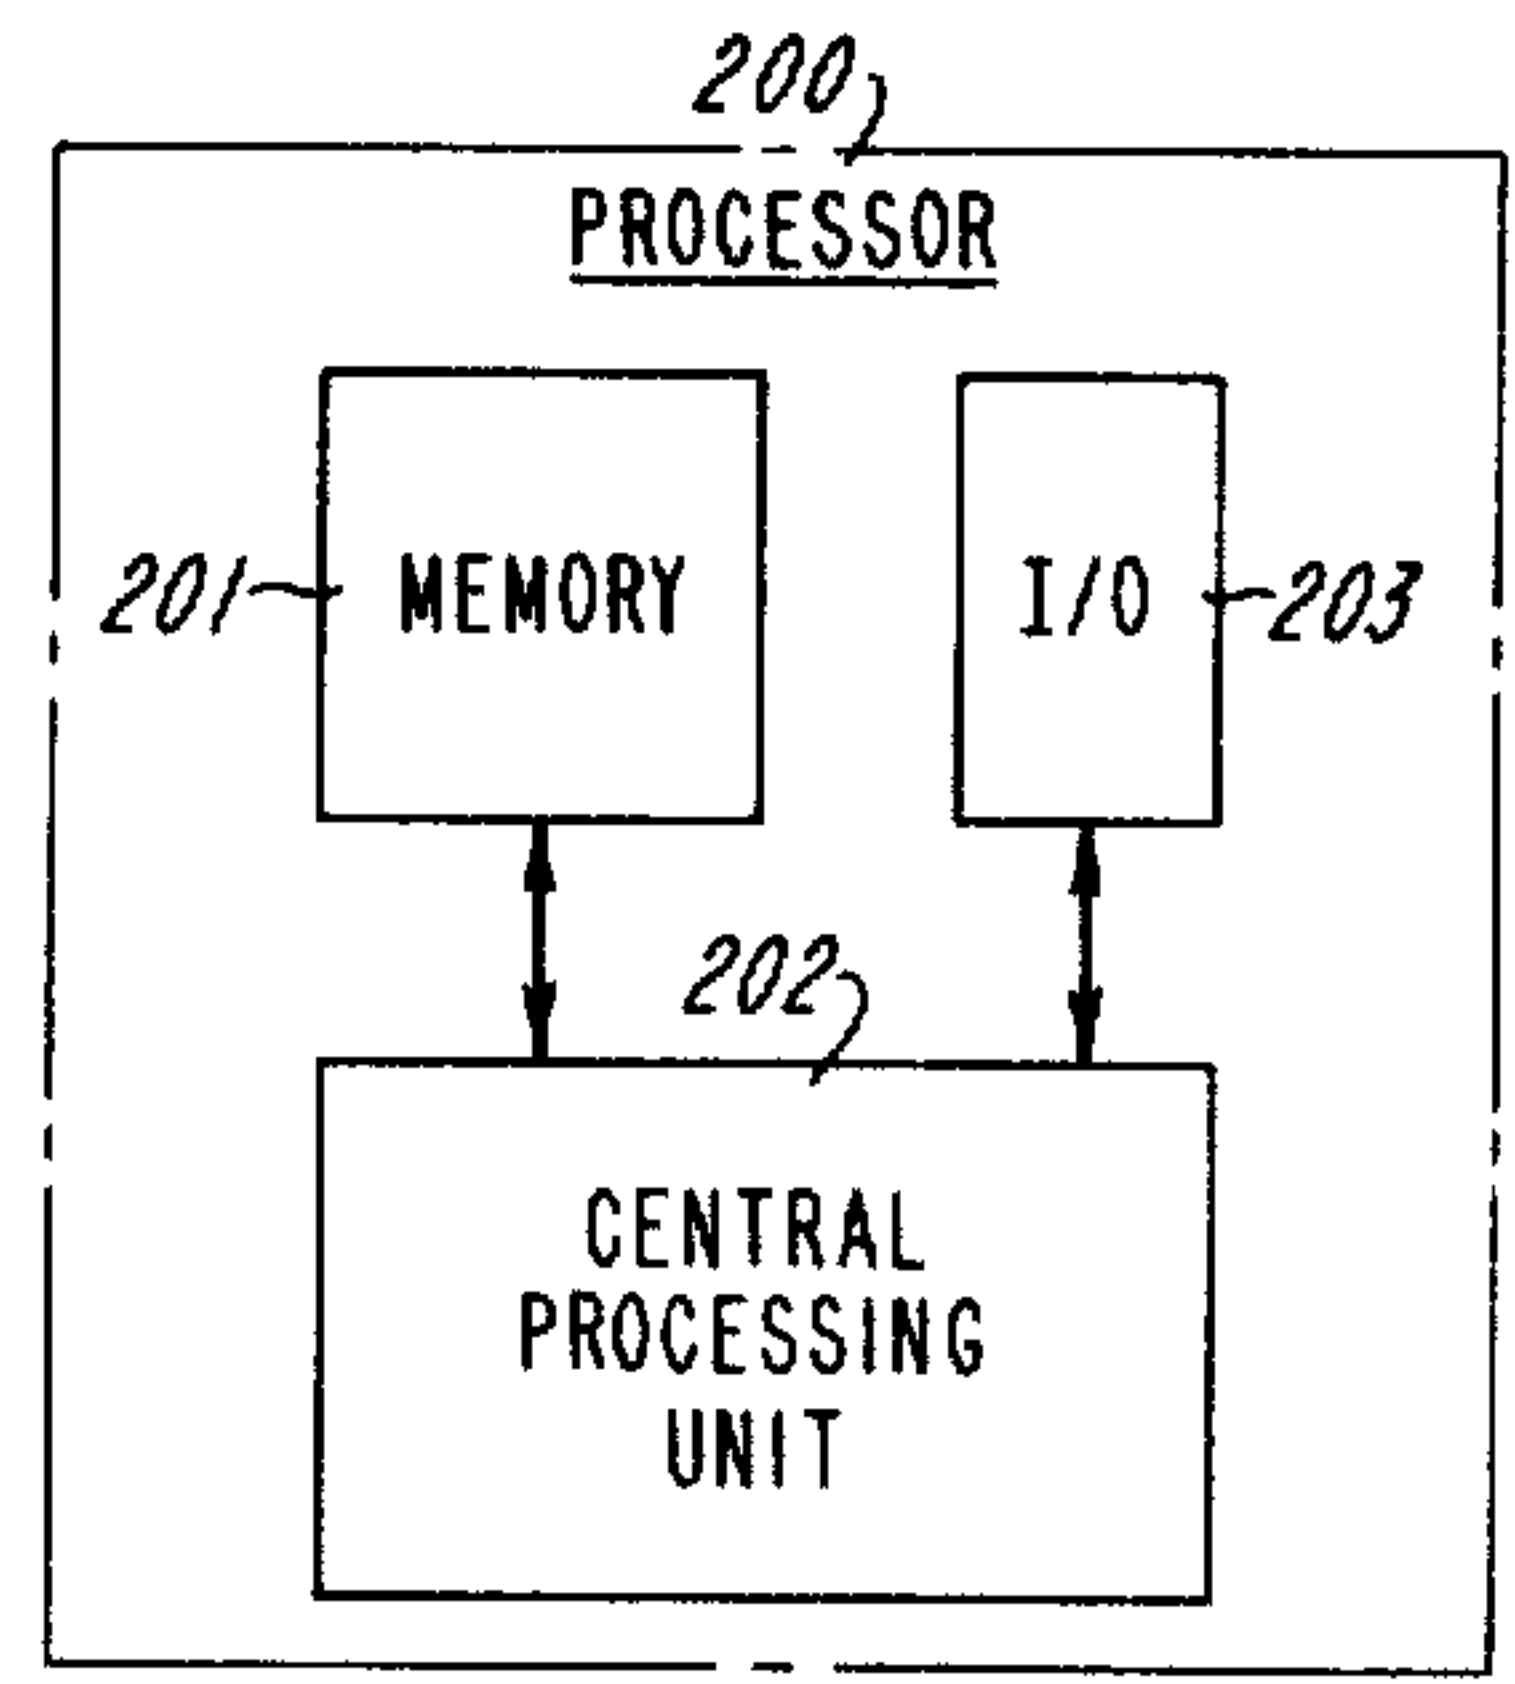 200
PROCESSOR
201
MEMORY
I/O
203
202
CENTRAL
PROCESSING
UNIT